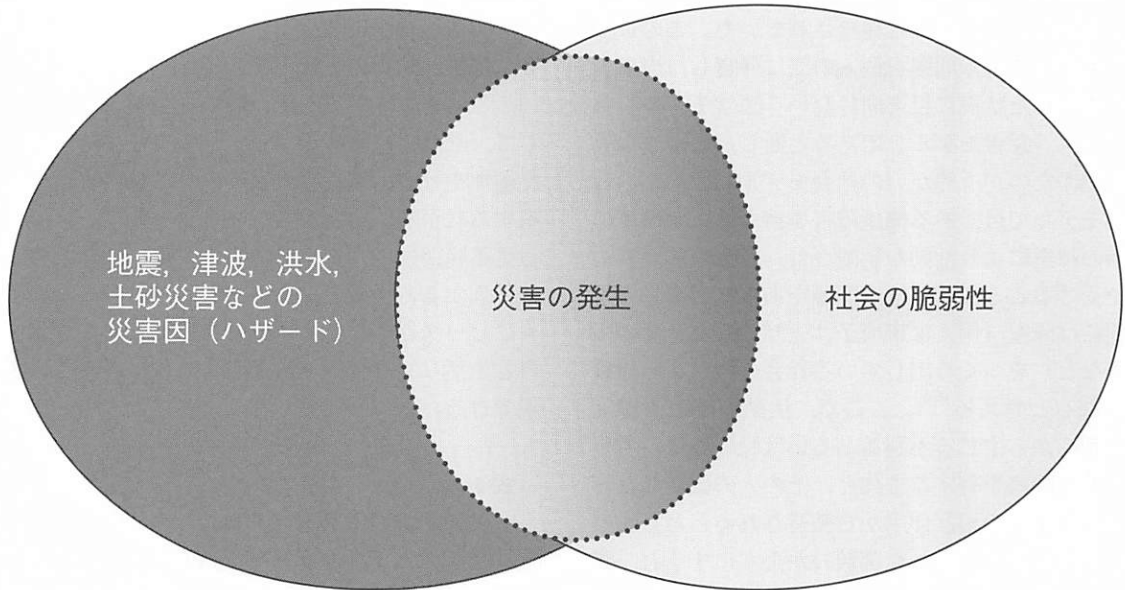 地震，津波，洪水，
土砂災害などの
災害因（ハザード）
災害の発生
社会の脆弱性